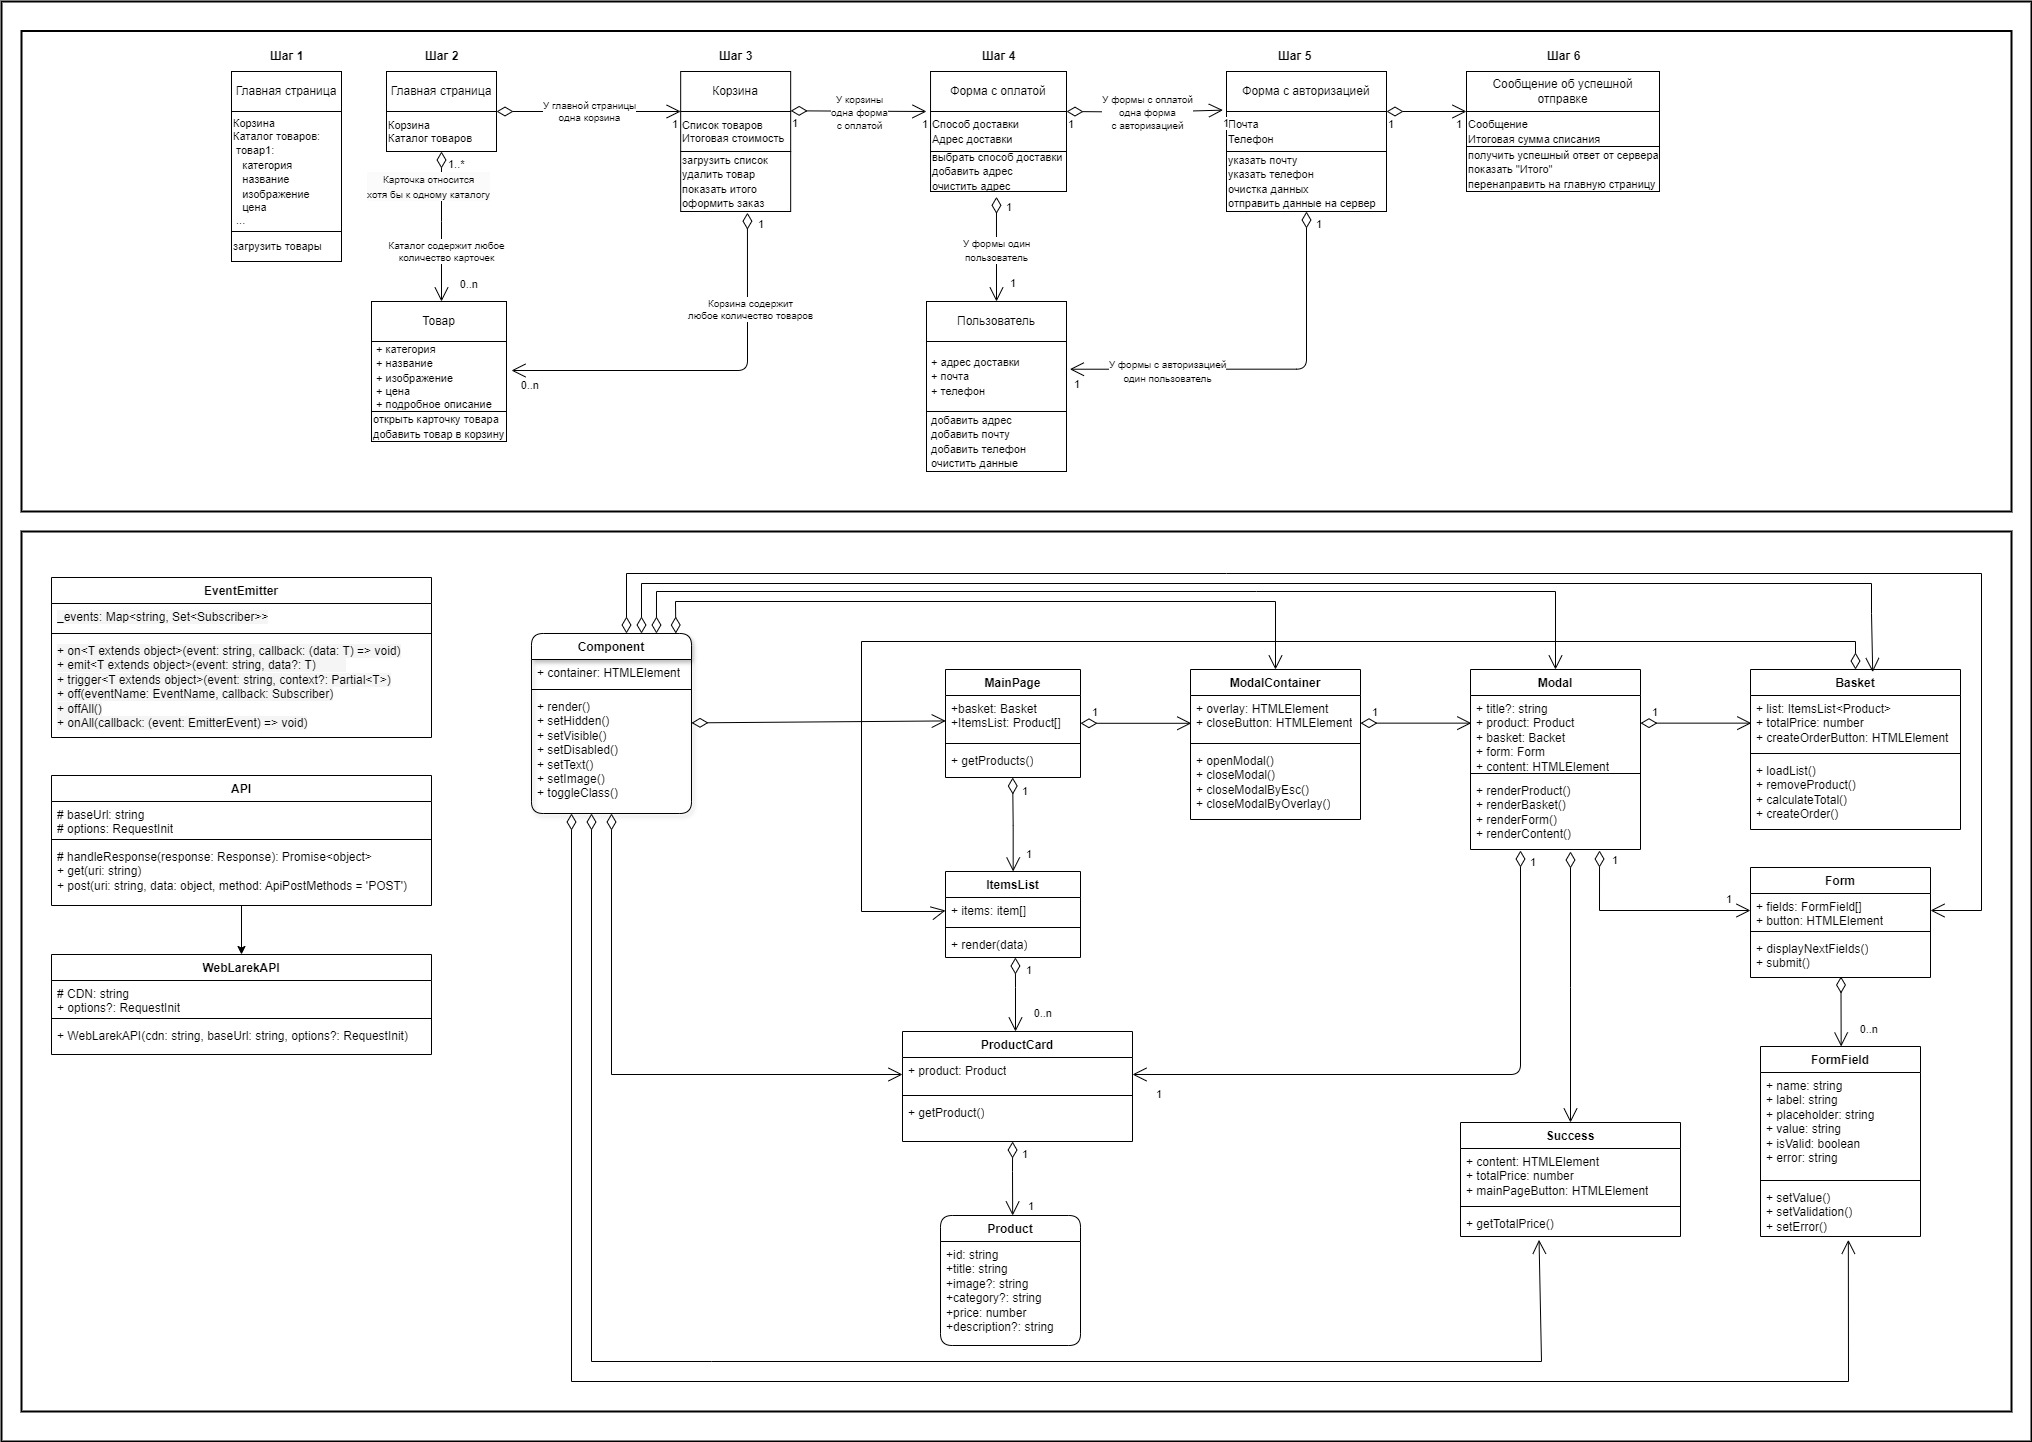 Шаг 1
Главная страница
Корзина
Каталог товаров:
товар1:
категория
название
изображение
цена
...
загрузить товары
Шаг 2
Главная страница
Корзина
Каталог товаров
1..*
Карточка относится
хотя бы к одному каталогу
Каталог содержит любое
количество карточек
0..n
Товар
+ категория
+ название
+ изображение
+ цена
+ подробное описание
открыть карточку товара
добавить товар в корзину
У главной страницы
одна корзина
1
Шаг 3
Корзина
Список товаров
Итоговая стоимость
загрузить список
удалить товар
показать итого
оформить заказ
1
Корзина содержит
любое количество товаров
0..n
1
У корзины
одна форма
с оплатой
1
Шаг 4
Форма с оплатой
Способ доставки
Адрес доставки
выбрать способ доставки
добавить адрес
очистить адрес
1
У формы один
пользователь
1
Пользователь
+ адрес доставки
+ почта
+ телефон
добавить адрес
добавить почту
добавить телефон
очистить данные
1
У формы с оплатой
одна форма
с авторизацией
1
Шаг 5
Форма с авторизацией
Почта
Телефон
указать почту
указать телефон
очистка данных
отправить данные на сервер
1
У формы с авторизацией
один пользователь
1
1
1
Шаг 6
Сообщение об успешной
отправке
Сообщение
Итоговая сумма списания
получить успешный ответ от сервера
показать "Итого"
перенаправить на главную страницу
EventEmitter
_events: Map<string, Set<Subscriber>>
+ on<T extends object>(event: string, callback: (data: T) => void)
+ emit<T extends object>(event: string, data?: T)
+ trigger<T extends object>(event: string, context?: Partial<T>)
+ off(eventName: EventName, callback: Subscriber)
+ offAll()
+ onAll(callback: (event: EmitterEvent) => void)
API
# baseUrl: string
# options: RequestInit
# handleResponse(response: Response): Promise<object>
+ get(uri: string)
+ post(uri: string, data: object, method: ApiPostMethods = 'POST')
WebLarekAPI
# CDN: string
+ options?: RequestInit
+ WebLarekAPI(cdn: string, baseUrl: string, options?: RequestInit)
Component
+ container: HTMLElement
+ render()
+ setHidden()
+ setVisible()
+ setDisabled()
+ setText()
+ setImage()
+ toggleClass()
MainPage
+basket: Basket
+ItemsList: Product[]
+ getProducts()
1
1
1
ItemsList
+ items: item[]
+ render(data)
1
0..n
ProductCard
+ product: Product
+ getProduct()
1
1
Product
+id: string
+title: string
+image?: string
+category?: string
+price: number
+description?: string
ModalContainer
+ overlay: HTMLElement
+ closeButton: HTMLElement
+ openModal()
+ closeModal()
+ closeModalByEsc()
+ closeModalByOverlay()
1
Modal
+ title?: string
+ product: Product
+ basket: Backet
+ form: Form
+ content: HTMLElement
+ renderProduct()
+ renderBasket()
+ renderForm()
+ renderContent()
1
1
1
1
1
Basket
+ list: ItemsList<Product>
+ totalPrice: number
+ createOrderButton: HTMLElement
+ loadList()
+ removeProduct()
+ calculateTotal()
+ createOrder()
Form
+ fields: FormField[]
+ button: HTMLElement
+ displayNextFields()
+ submit()
0..n
FormField
+ name: string
+ label: string
+ placeholder: string
+ value: string
+ isValid: boolean
+ error: string
+ setValue()
+ setValidation()
+ setError()
Success
+ content: HTMLElement
+ totalPrice: number
+ mainPageButton: HTMLElement
+ getTotalPrice()